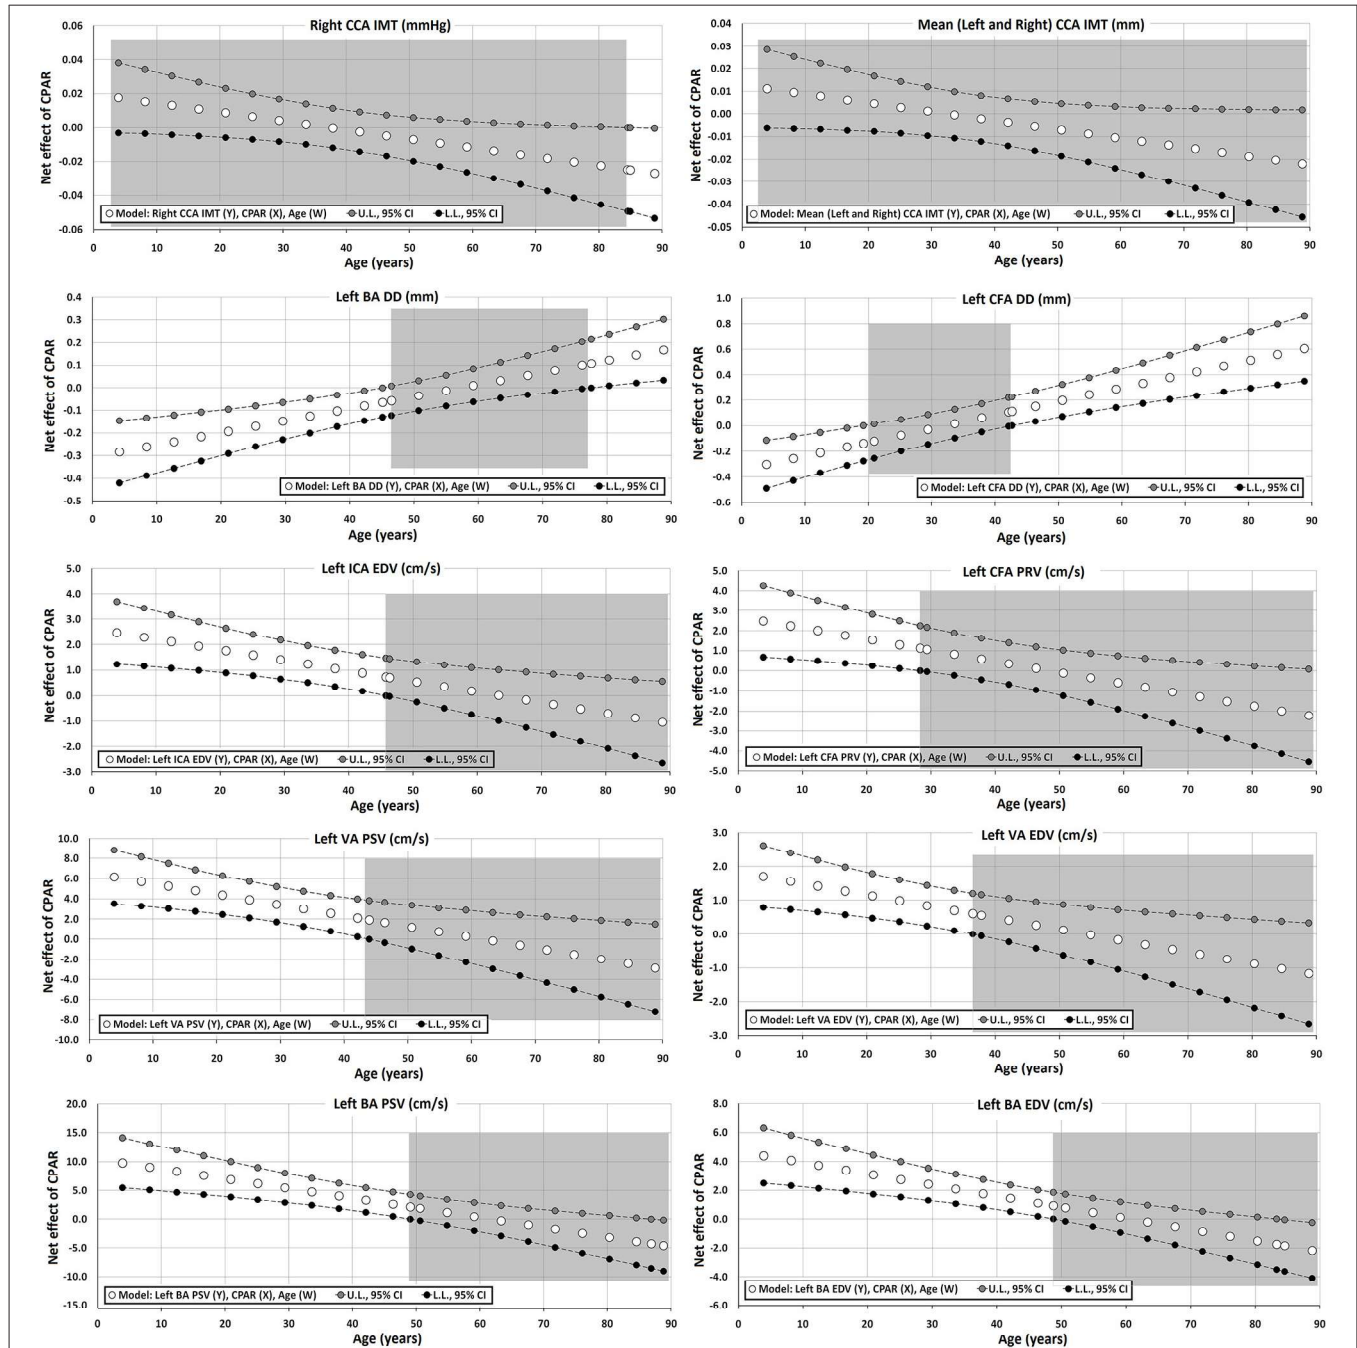 Right CCA IMT (mmHg)
Net effect of CPAR
0.06
0.04
0.02
0.00
-0.02
-0.04
-0.06
Model: Right CCA IMT (Y), CPAR (X), Age (W) U.L., 95% CI L.L., 95% CI
0 10 20 30 40 50 60 70 80 90
Age (years)
Mean (Left and Right) CCA IMT (mm)
Net effect of CPAR
0.04
0.03
0.02
0.01
0.00
-0.01
-0.02
-0.03
-0.04
-0.05
Model: Mean (Left and Right) CCA IMT (Y), CPAR (X), Age (W) U.L., 95% CI L.L., 95% CI
0 10 20 30 40 50 60 70 80 90
Age (years)
Left BA DD (mm)
Net effect of CPAR
0.4
0.3
0.2
0.1
0.0
-0.1
-0.2
-0.3
-0.4
-0.5
Model: Left BA DD (Y), CPAR (X), Age (W) U.L., 95% CI L.L., 95% CI
0 10 20 30 40 50 60 70 80 90
Age (years)
Left CFA DD (mm)
Net effect of CPAR
1.0
0.8
0.6
0.4
0.2
0.0
-0.2
-0.4
-0.6
Model: Left CFA DD (Y), CPAR (X), Age (W) U.L., 95% CI L.L., 95% CI
0 10 20 30 40 50 60 70 80 90
Age (years)
Left ICA EDV (cm/s)
Net effect of CPAR
5.0
4.0
3.0
2.0
1.0
0.0
-1.0
-2.0
-3.0
Model: Left ICA EDV (Y), CPAR (X), Age (W) U.L., 95% CI L.L., 95% CI
0 10 20 30 40 50 60 70 80 90
Age (years)
Left CFA PRV (cm/s)
Net effect of CPAR
5.0
4.0
3.0
2.0
1.0
0.0
-1.0
-2.0
-3.0
-4.0
-5.0
Model: Left CFA PRV (Y), CPAR (X), Age (W) U.L., 95% CI L.L., 95% CI
0 10 20 30 40 50 60 70 80 90
Age (years)
Left VA PSV (cm/s)
Net effect of CPAR
10.0
8.0
6.0
4.0
2.0
0.0
-2.0
-4.0
-6.0
-8.0
-10.0
Model: Left VA PSV (Y), CPAR (X), Age (W) U.L., 95% CI L.L., 95% CI
0 10 20 30 40 50 60 70 80 90
Age (years)
Left VA EDV (cm/s)
Net effect of CPAR
3.0
2.0
1.0
0.0
-1.0
-2.0
-3.0
Model: Left VA EDV (Y), CPAR (X), Age (W) U.L., 95% CI L.L., 95% CI
0 10 20 30 40 50 60 70 80 90
Age (years)
Left BA PSV (cm/s)
Net effect of CPAR
20.0
15.0
10.0
5.0
0.0
-5.0
-10.0
-15.0
Model: Left BA PSV (Y), CPAR (X), Age (W) U.L., 95% CI L.L., 95% CI
0 10 20 30 40 50 60 70 80 90
Age (years)
Left BA EDV (cm/s)
Net effect of CPAR
8.0
6.0
4.0
2.0
0.0
-2.0
-4.0
-6.0
Model: Left BA EDV (Y), CPAR (X), Age (W) U.L., 95% CI L.L., 95% CI
0 10 20 30 40 50 60 70 80 90
Age (years)